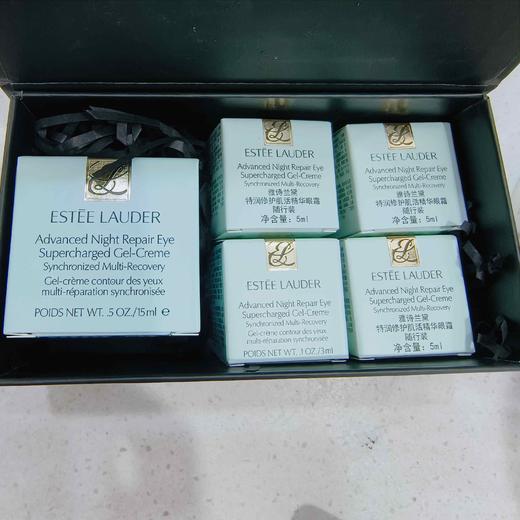 ESTĒE LAUDER
Advanced Night Repair Eye
Supercharged Gel-Creme
Synchronized Multi-Recovery
Gel-crème contour des yeux
multi-réparation synchronisée
POIDS NET WT. .5 OZ./15ml ℮
ESTĒE LAUDER
Advanced Night Repair Eye
Supercharged Gel-Creme
Synchronized Multi-Recovery
雅诗兰黛
特润修护肌活精华眼霜
随行装
净含量：5ml
ESTĒE LAUDER
Advanced Night Repair Eye
Supercharged Gel-Creme
Synchronized Multi-Recovery
雅诗兰黛
特润修护肌活精华眼霜
随行装
净含量：5ml
ESTĒE LAUDER
Advanced Night Repair Eye
Supercharged Gel-Creme
Synchronized Multi-Recovery
Gel-crème contour des yeux
multi-réparation synchronisée
POIDS NET WT. .1 OZ./3ml
ESTĒE LAUDER
Advanced Night Repair Eye
Supercharged Gel-Creme
Synchronized Multi-Recovery
雅诗兰黛
特润修护肌活精华眼霜
随行装
净含量：5ml